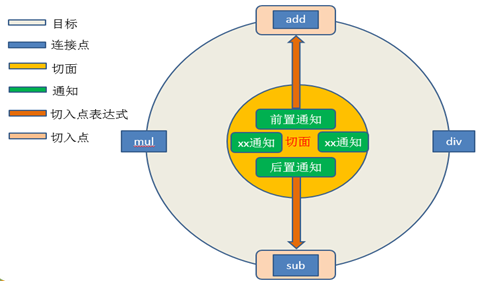 目标
连接点
切面
通知
切入点表达式
切入点
add
mul
div
前置通知
xx通知
切面
xx通知
后置通知
sub